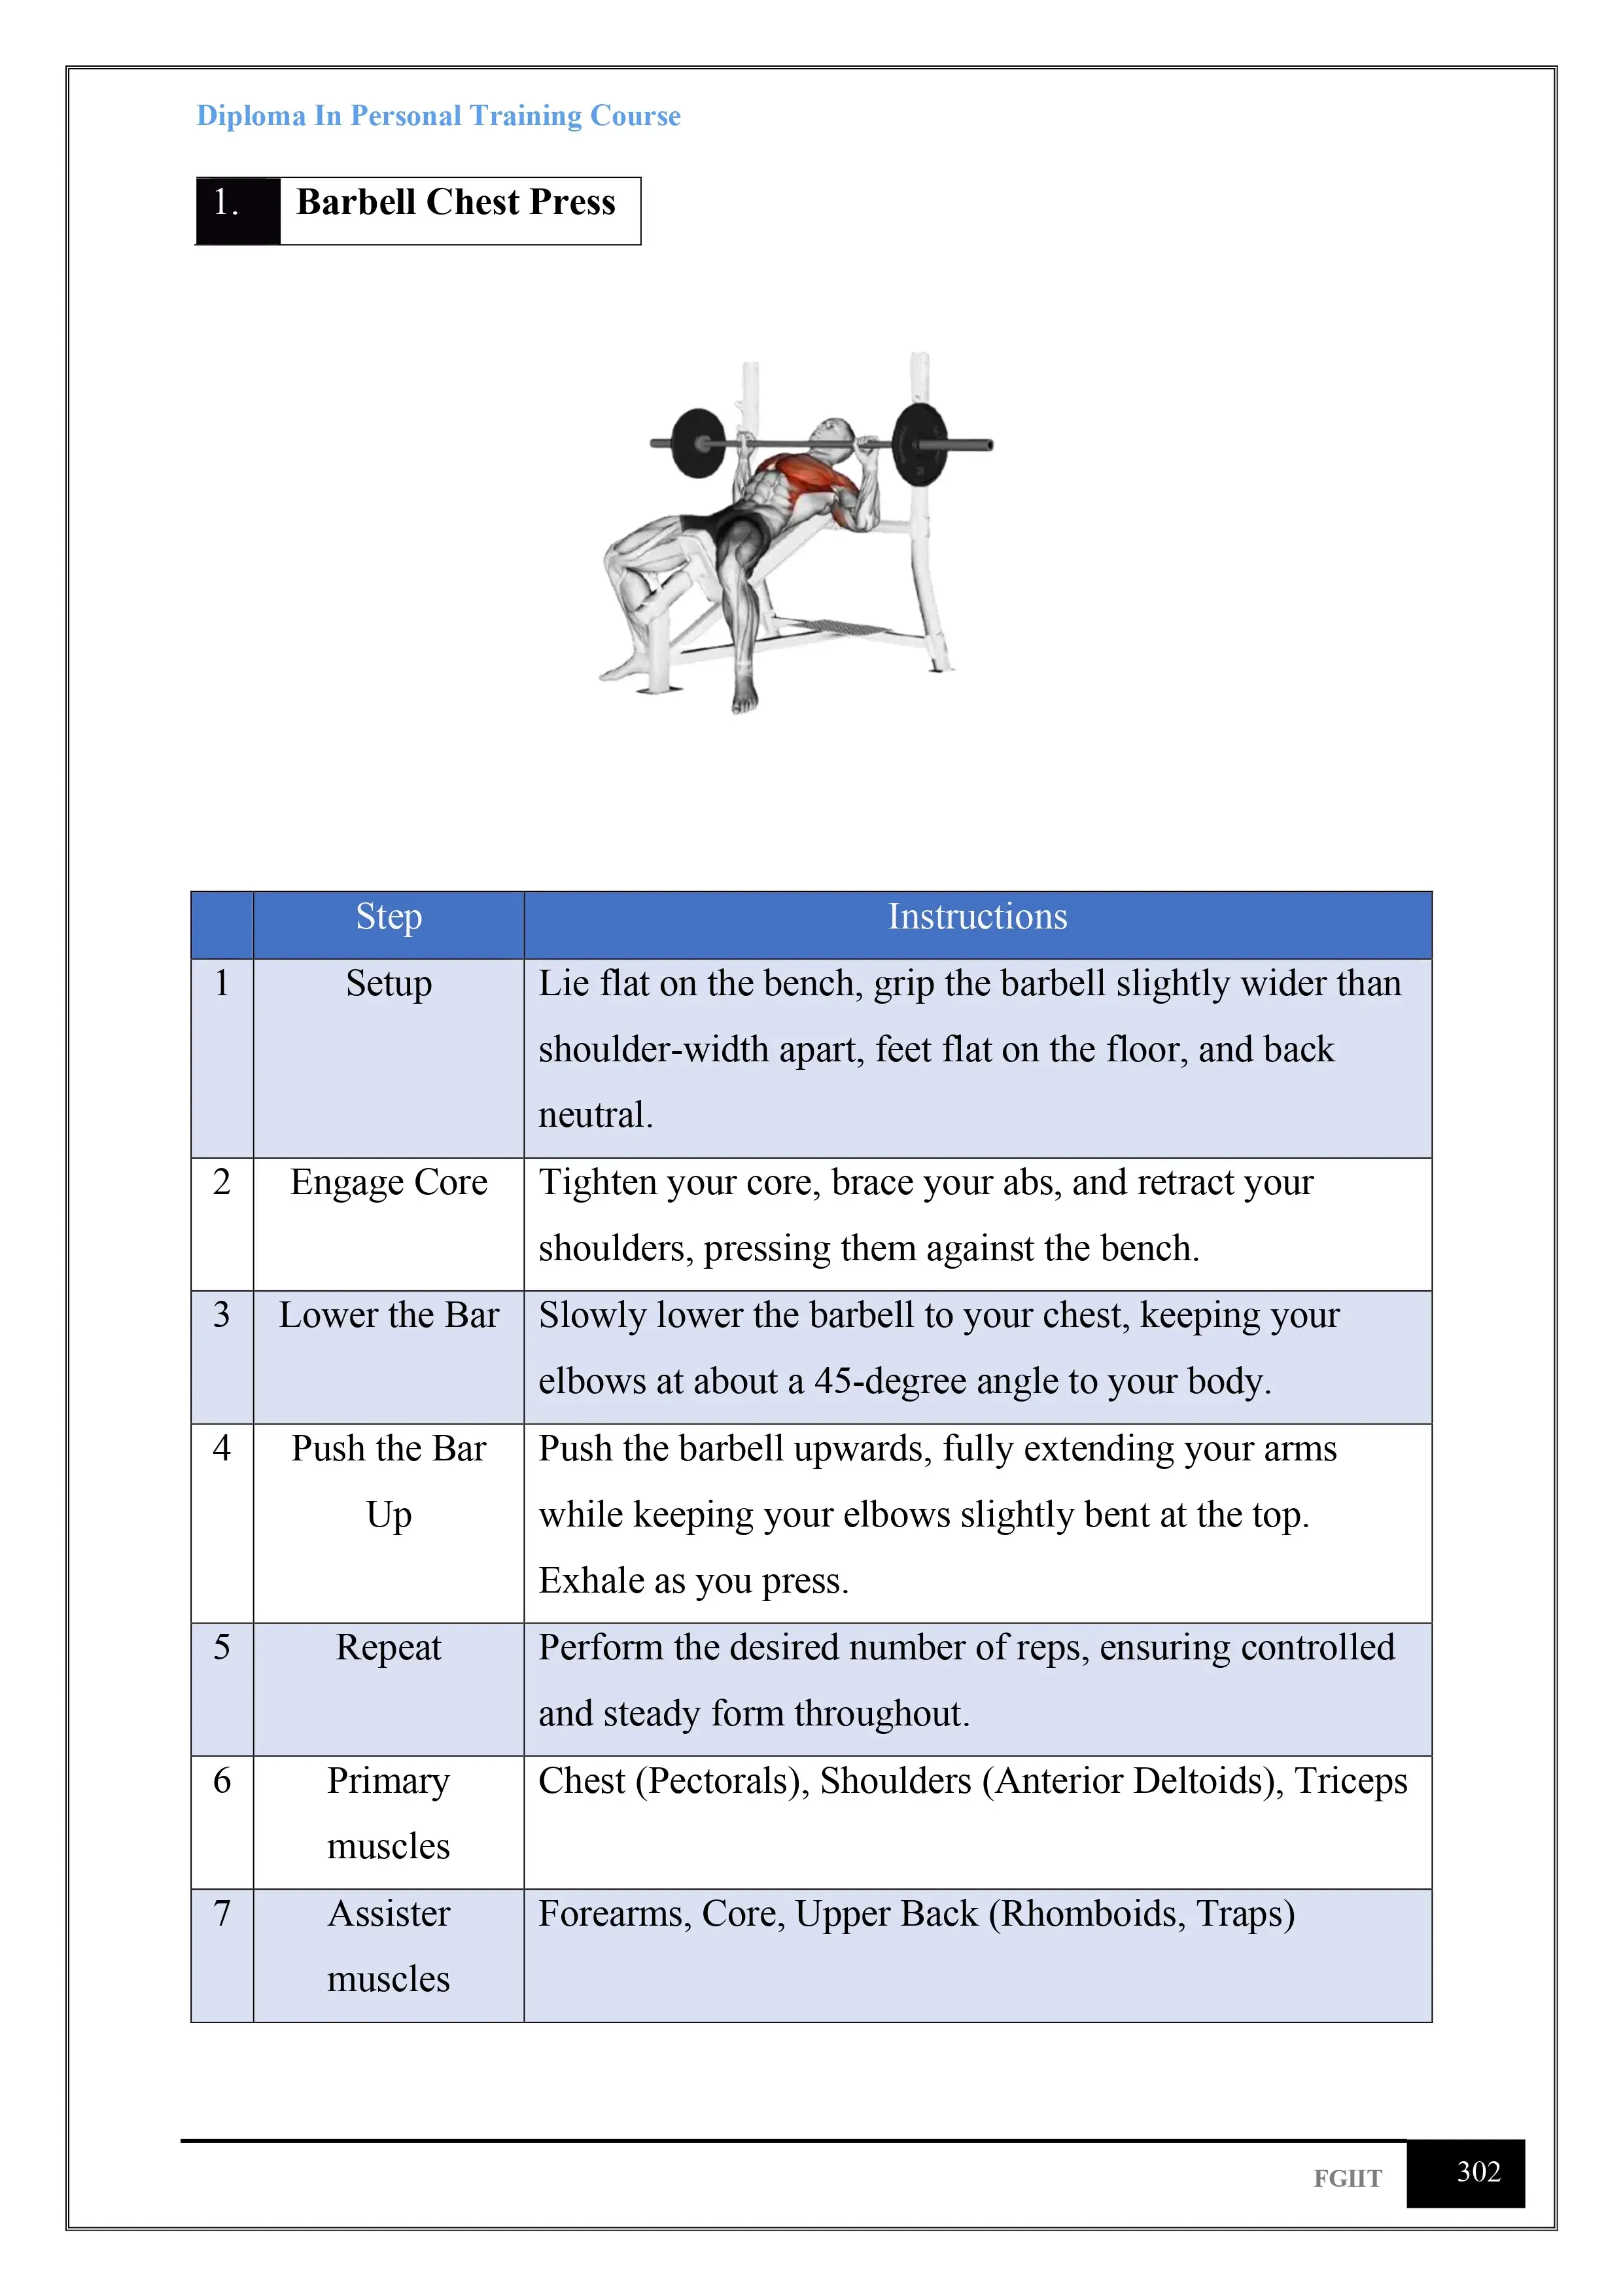 Diploma In Personal Training Course
1. Barbell Chest Press
Step Instructions
1 Setup Lie flat on the bench, grip the barbell slightly wider than
shoulder-width apart, feet flat on the floor, and back
neutral.
2 Engage Core Tighten your core, brace your abs, and retract your
shoulders, pressing them against the bench.
3 Lower the Bar Slowly lower the barbell to your chest, keeping your
elbows at about a 45-degree angle to your body.
4 Push the Bar Push the barbell upwards, fully extending your arms
Up while keeping your elbows slightly bent at the top.
Exhale as you press.
5 Repeat Perform the desired number of reps, ensuring controlled
and steady form throughout.
6 Primary Chest (Pectorals), Shoulders (Anterior Deltoids), Triceps
muscles
7 Assister Forearms, Core, Upper Back (Rhomboids, Traps)
muscles
FGIIT 302